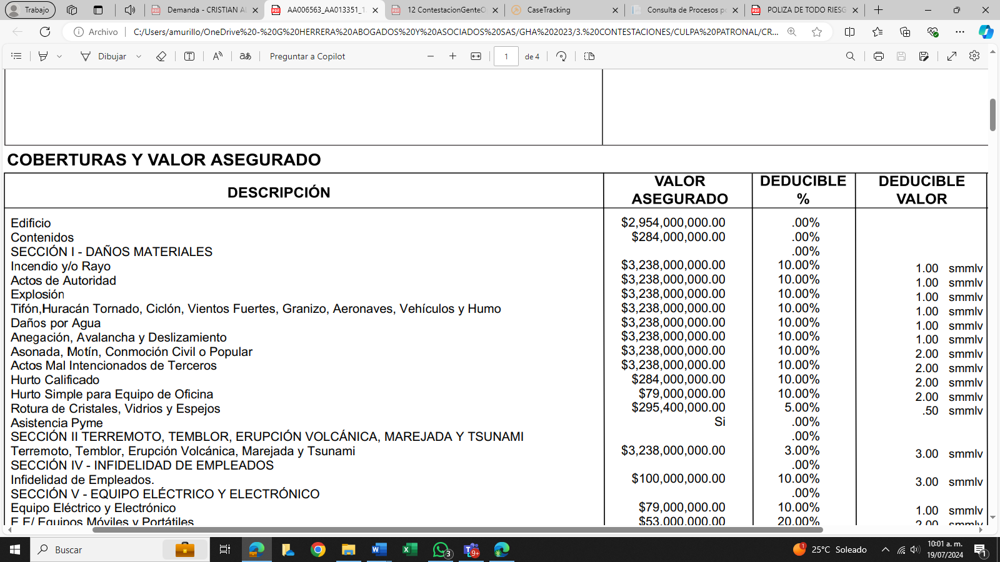 Trabajo
Demanda - CRISTIAN AL
AA006563_AA013351_1
12 ContestacionGenteO
CaseTracking
Consulta de Procesos p
POLIZA DE TODO RIESG
Archivo
C:/Users/amurillo/OneDrive%20-%20G%20HERRERA%20ABOGADOS%20Y%20ASOCIADOS%20SAS/GHA%202023/3.%20CONTESTACIONES/CULPA%20PATRONAL/CR...
Dibujar
aあ
Preguntar a Copilot
1 de 4
COBERTURAS Y VALOR ASEGURADO
DESCRIPCIÓN VALOR ASEGURADO DEDUCIBLE % DEDUCIBLE VALOR
Edificio $2,954,000,000.00 .00%
Contenidos $284,000,000.00 .00%
SECCIÓN I - DAÑOS MATERIALES .00%
Incendio y/o Rayo $3,238,000,000.00 10.00% 1.00 smmlv
Actos de Autoridad $3,238,000,000.00 10.00% 1.00 smmlv
Explosión $3,238,000,000.00 10.00% 1.00 smmlv
Tifón,Huracán Tornado, Ciclón, Vientos Fuertes, Granizo, Aeronaves, Vehículos y Humo $3,238,000,000.00 10.00% 1.00 smmlv
Daños por Agua $3,238,000,000.00 10.00% 1.00 smmlv
Anegación, Avalancha y Deslizamiento $3,238,000,000.00 10.00% 1.00 smmlv
Asonada, Motín, Conmoción Civil o Popular $3,238,000,000.00 10.00% 2.00 smmlv
Actos Mal Intencionados de Terceros $3,238,000,000.00 10.00% 2.00 smmlv
Hurto Calificado $284,000,000.00 10.00% 2.00 smmlv
Hurto Simple para Equipo de Oficina $79,000,000.00 10.00% 2.00 smmlv
Rotura de Cristales, Vidrios y Espejos $295,400,000.00 5.00% .50 smmlv
Asistencia Pyme Si .00%
SECCIÓN II TERREMOTO, TEMBLOR, ERUPCIÓN VOLCÁNICA, MAREJADA Y TSUNAMI .00%
Terremoto, Temblor, Erupción Volcánica, Marejada y Tsunami $3,238,000,000.00 3.00% 3.00 smmlv
SECCIÓN IV - INFIDELIDAD DE EMPLEADOS .00%
Infidelidad de Empleados. $100,000,000.00 10.00% 3.00 smmlv
SECCIÓN V - EQUIPO ELÉCTRICO Y ELECTRÓNICO .00%
Equipo Eléctrico y Electrónico $79,000,000.00 10.00% 1.00 smmlv
E E/ Equipos Móviles y Portátiles $53,000,000.00 20.00% 2.00 smmlv
Buscar
3
9+
1
25°C Soleado
10:01 a. m.
19/07/2024
1